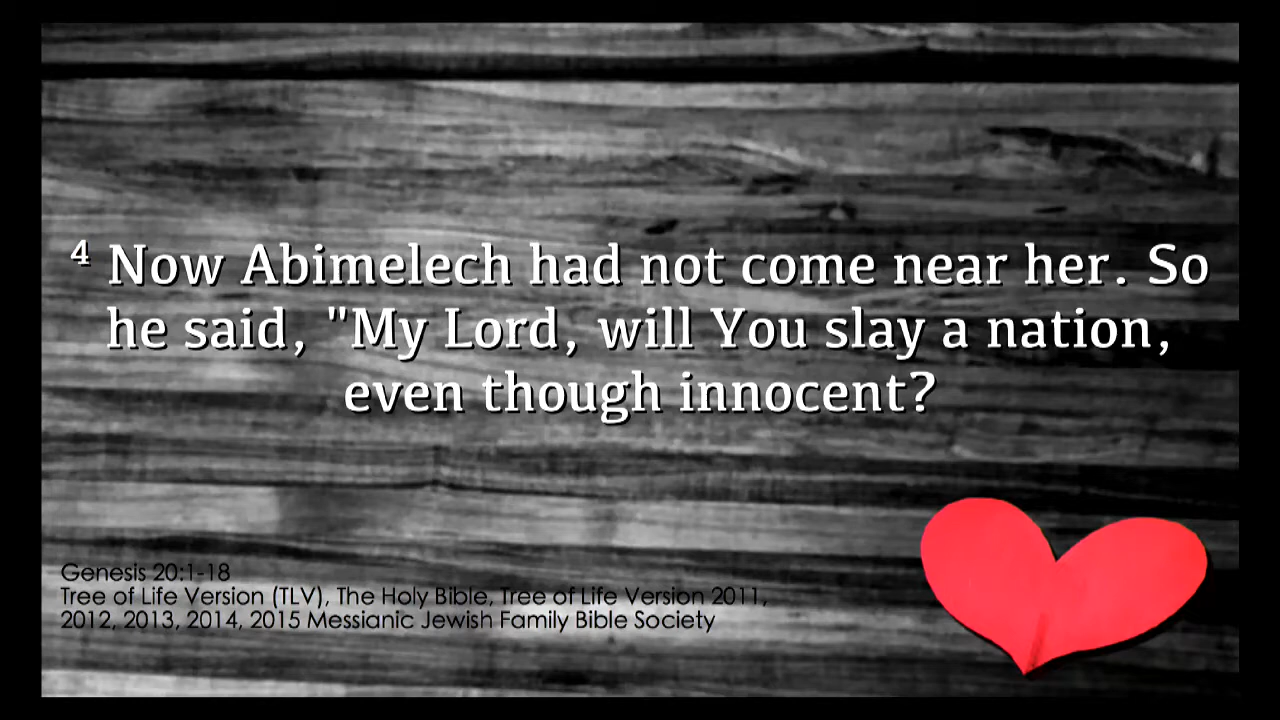 ⁴ Now Abimelech had not come near her. So
he said, "My Lord, will You slay a nation,
even though innocent?
Genesis 20:1-18
Tree of Life Version (TLV), The Holy Bible, Tree of Life Version 2011,
2012, 2013, 2014, 2015 Messianic Jewish Family Bible Society